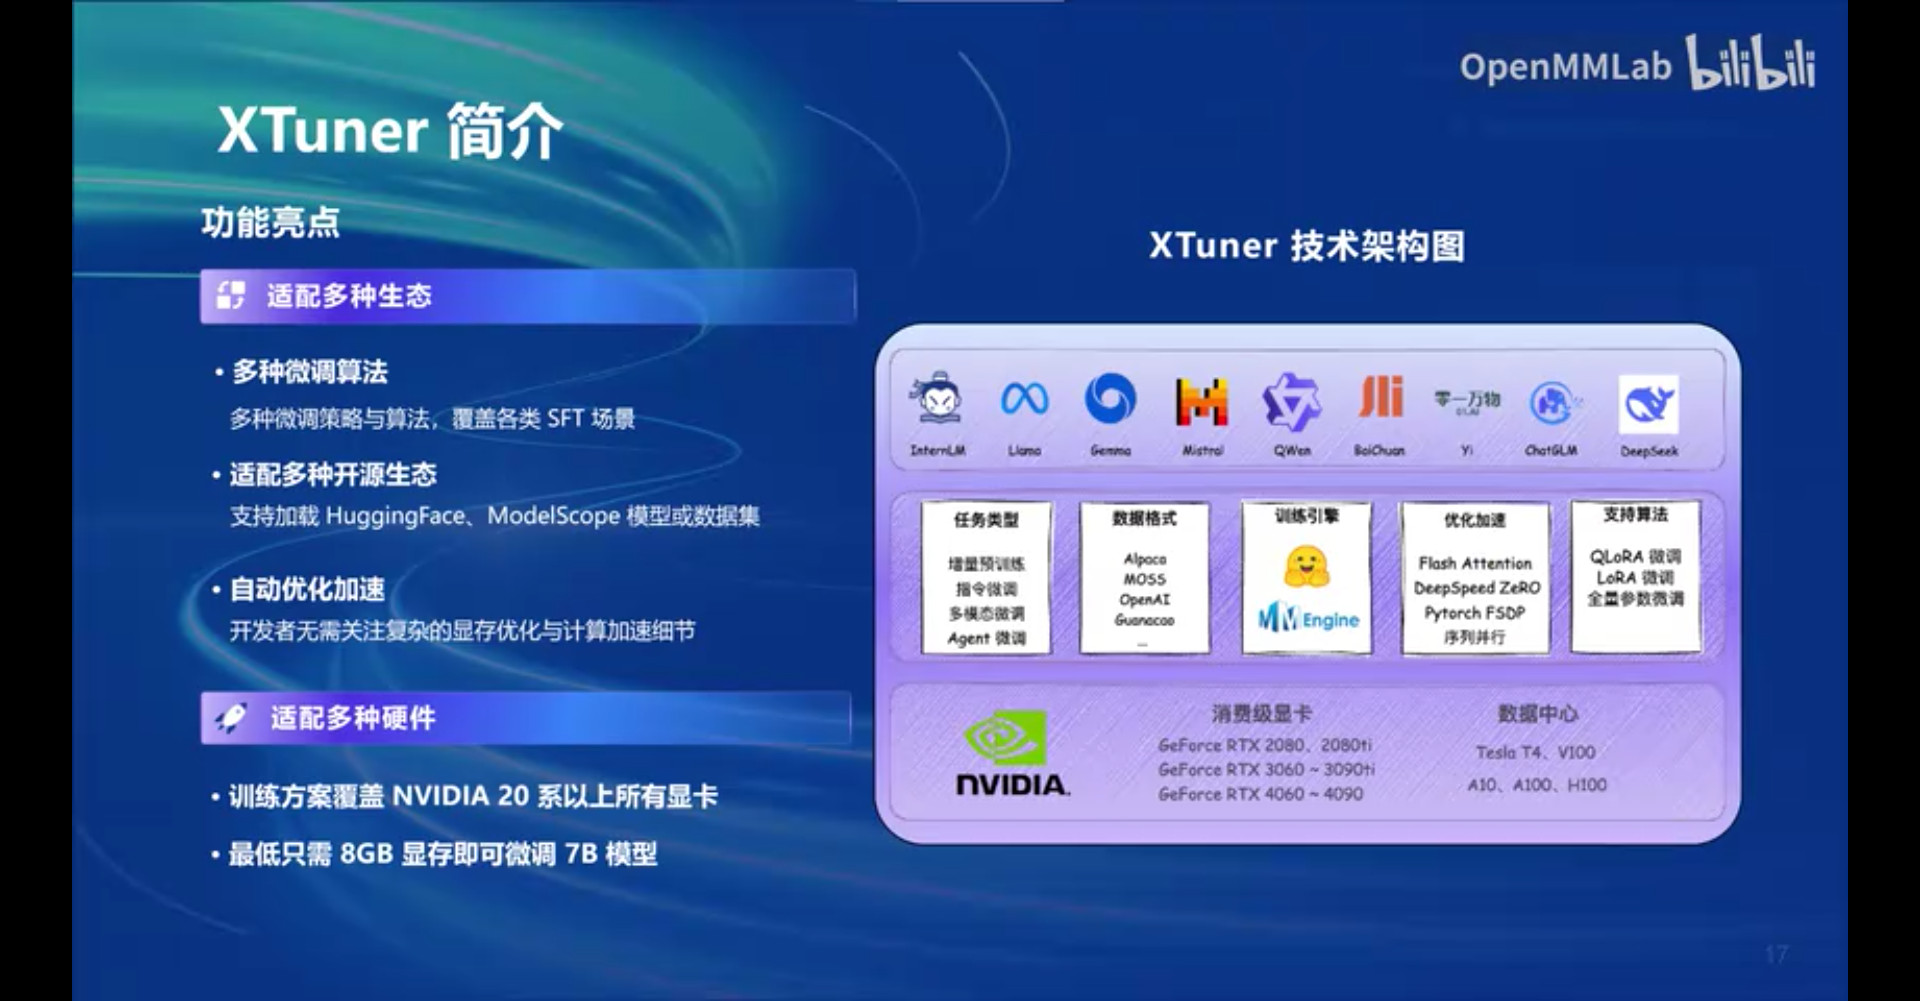 OpenMMLab bilibili
XTuner 简介
功能亮点
适配多种生态
• 多种微调算法
多种微调策略与算法，覆盖各类 SFT 场景
• 适配多种开源生态
支持加载 HuggingFace、ModelScope 模型或数据集
• 自动优化加速
开发者无需关注复杂的显存优化与计算加速细节
适配多种硬件
• 训练方案覆盖 NVIDIA 20 系以上所有显卡
• 最低只需 8GB 显存即可微调 7B 模型
XTuner 技术架构图
零一万物
01.AI
InternLM Llama Gemma Mistral QWen BaiChuan Yi ChatGLM DeepSeek
任务类型
增量预训练
指令微调
多模态微调
Agent 微调
数据格式
Alpaca
MOSS
OpenAI
Guanacao
...
训练引擎
MMEngine
优化加速
Flash Attention
DeepSpeed ZeRO
Pytorch FSDP
序列并行
支持算法
QLoRA 微调
LoRA 微调
全量参数微调
NVIDIA.
消费级显卡
GeForce RTX 2080、2080ti
GeForce RTX 3060 ~ 3090ti
GeForce RTX 4060 ~ 4090
数据中心
Tesla T4、V100
A10、A100、H100
17